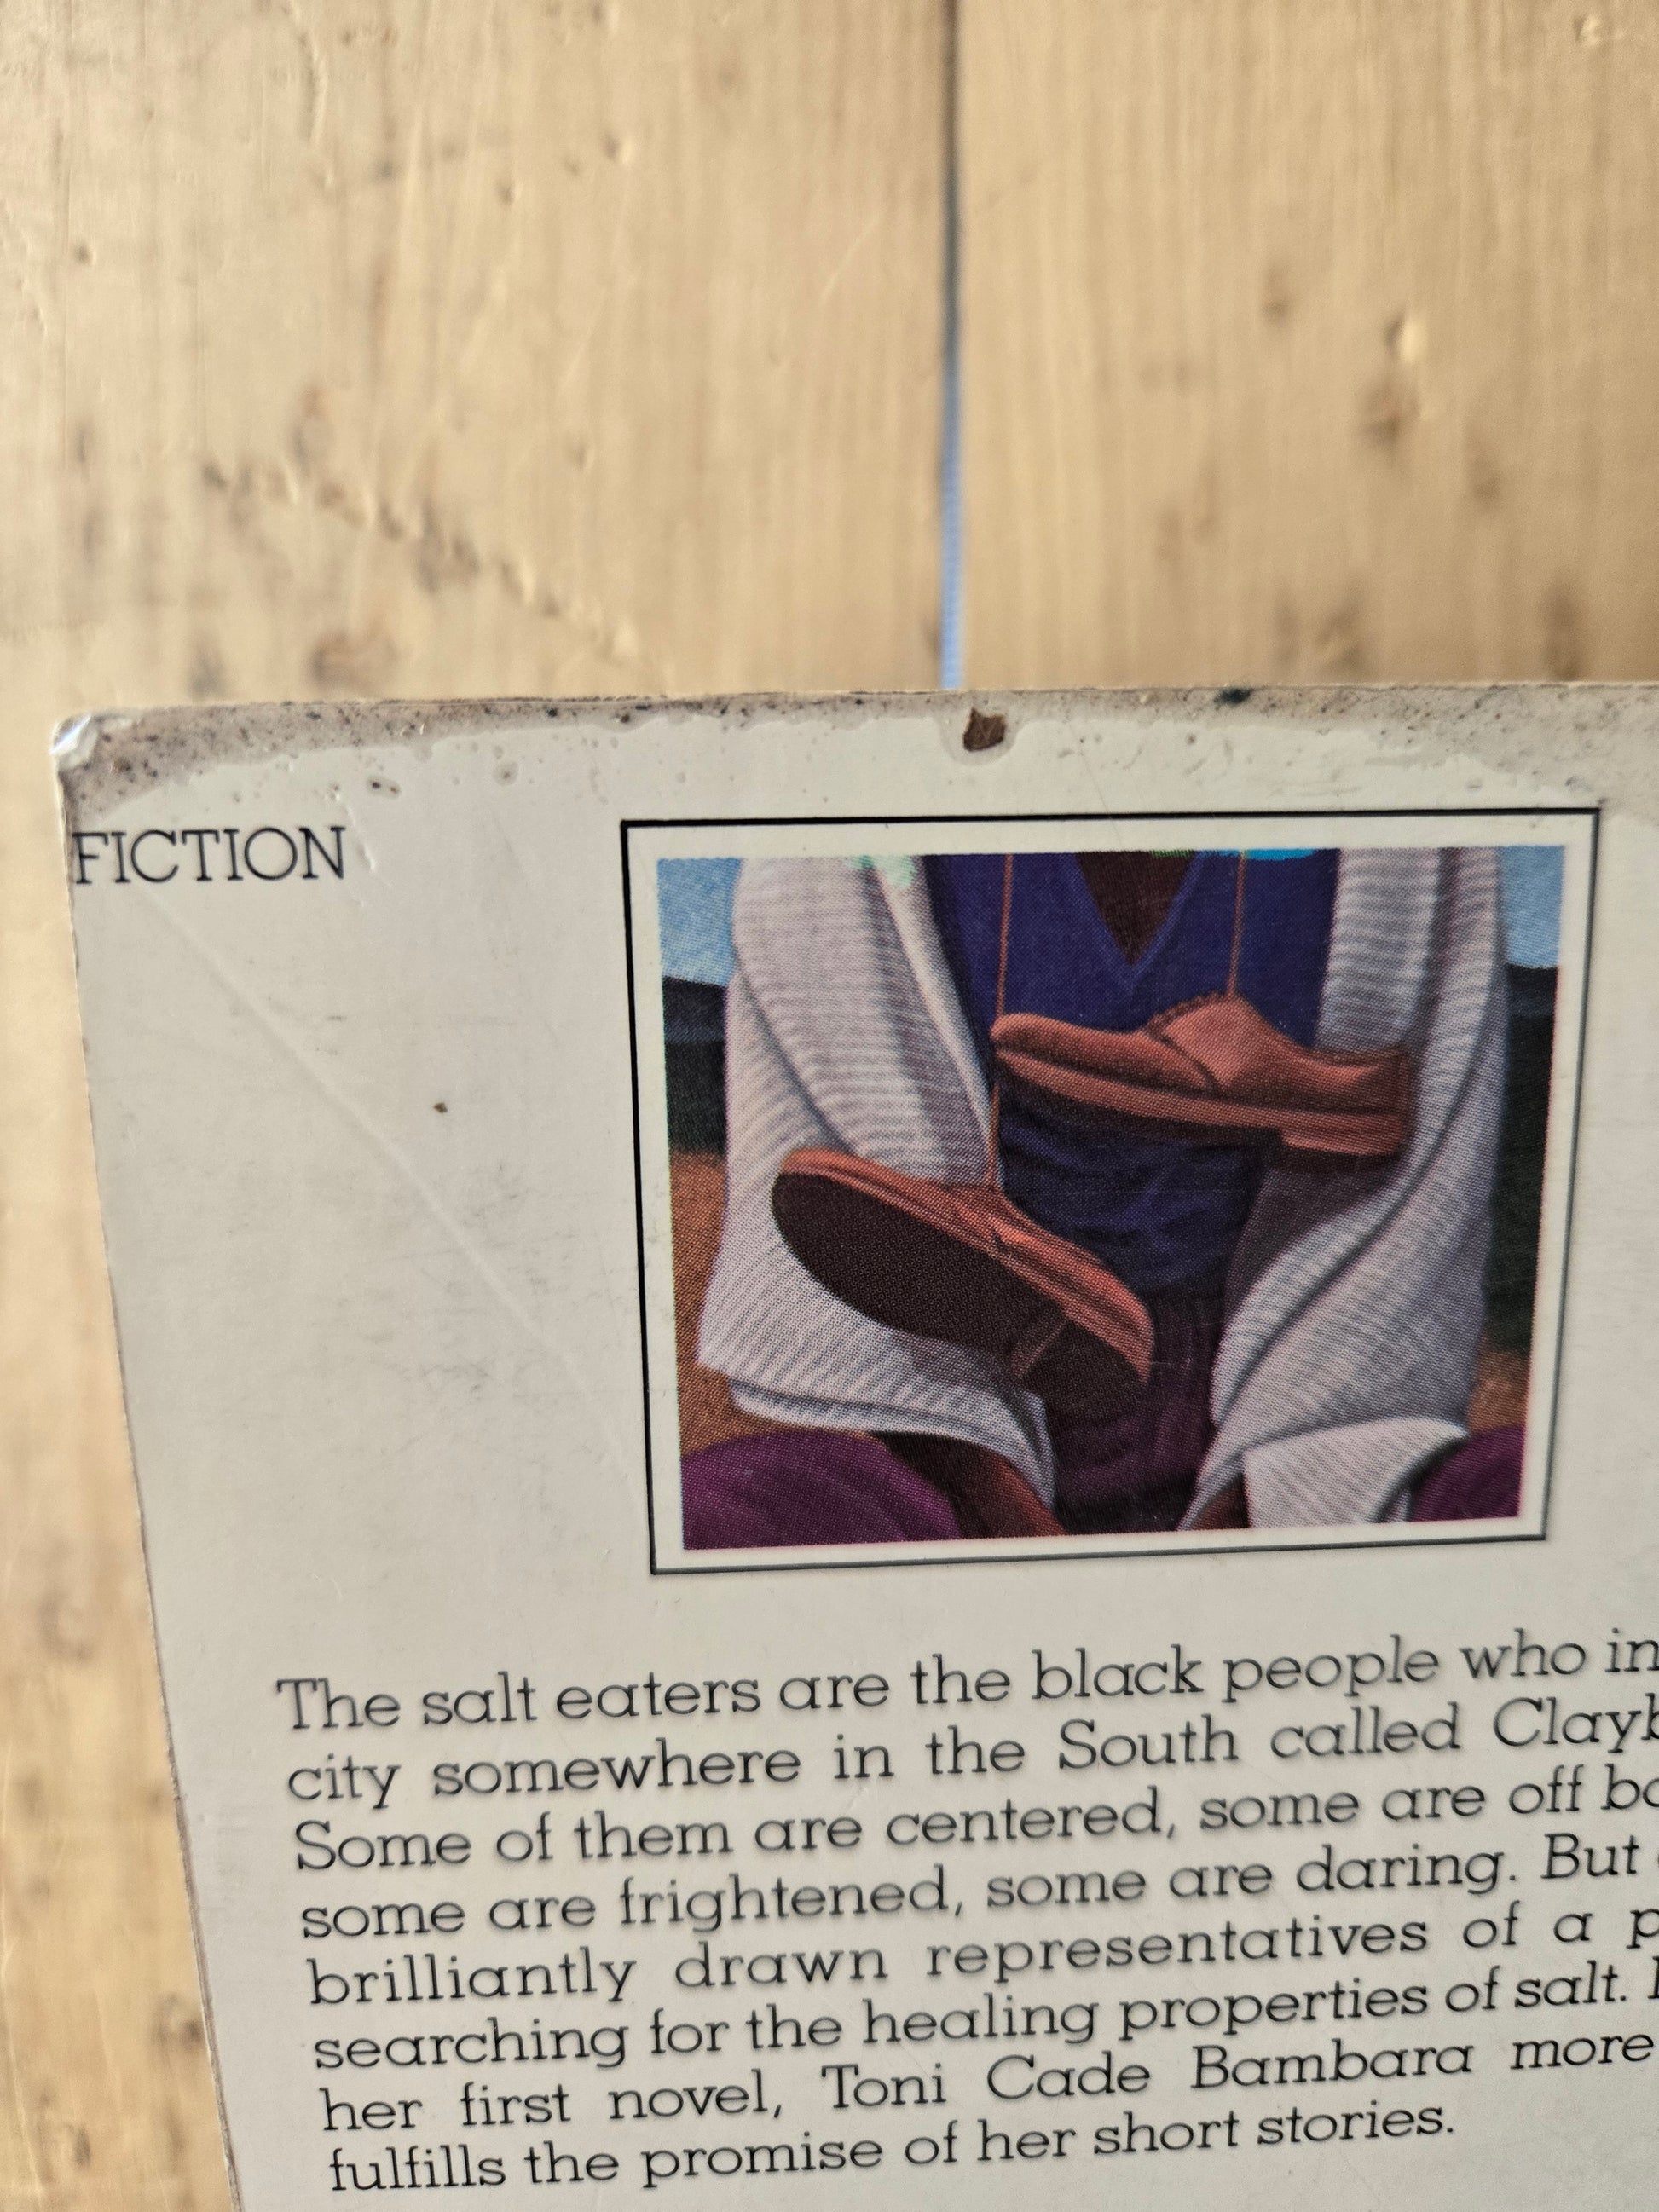 FICTION
The salt eaters are the black people who in
city somewhere in the South called Clayb
Some of them are centered, some are off
some are frightened, some are daring. But
brilliantly drawn representatives of a p
searching for the healing properties of salt.
her first novel, Toni Cade Bambara more
fulfills the promise of her short stories.